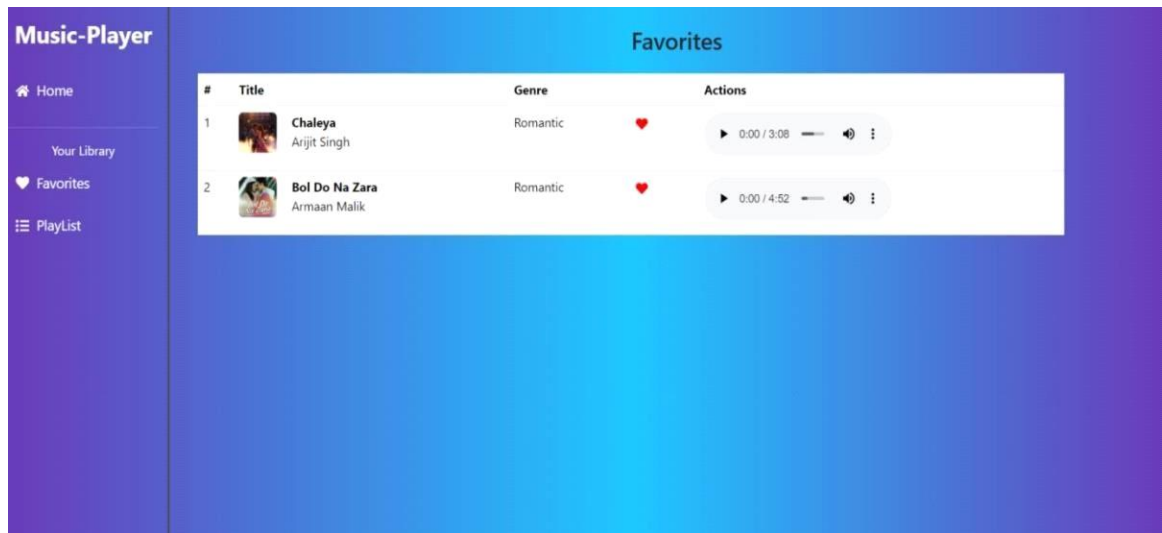 Music-Player
Home
Your Library
Favorites
PlayList
Favorites
# Title Genre Actions
1 Chaleya Romantic 0:00 / 3:08
Arijit Singh
2 Bol Do Na Zara Romantic 0:00 / 4:52
Armaan Malik